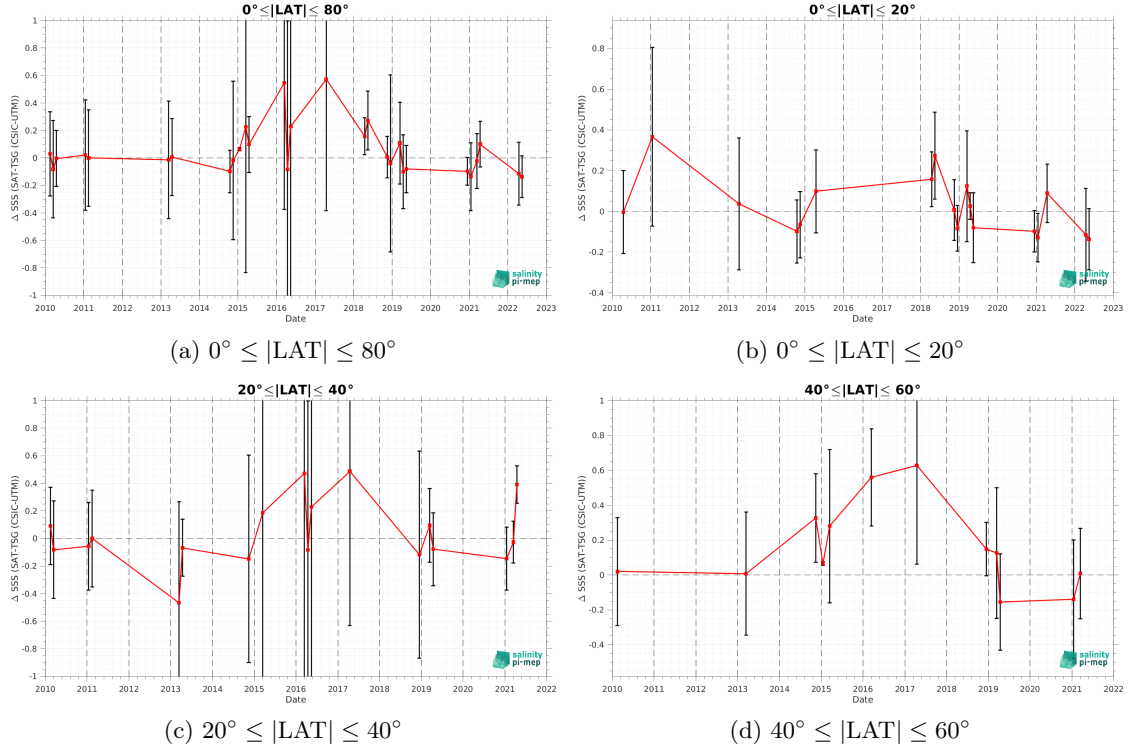 0°≤|LAT|≤ 80°
1
0.8
0.6
0.4
0.2
0
-0.2
-0.4
-0.6
-0.8
-1
Δ SSS (SAT-TSG (CSIC-UTM))
2010 2011 2012 2013 2014 2015 2016 2017 2018 2019 2020 2021 2022 2023
Date
salinity
pi-mep
(a) 0° ≤ |LAT| ≤ 80°
0°≤|LAT|≤ 20°
0.8
0.6
0.4
0.2
0
-0.2
-0.4
Δ SSS (SAT-TSG (CSIC-UTM))
2010 2011 2012 2013 2014 2015 2016 2017 2018 2019 2020 2021 2022 2023
Date
salinity
pi-mep
(b) 0° ≤ |LAT| ≤ 20°
20°≤|LAT|≤ 40°
1
0.8
0.6
0.4
0.2
0
-0.2
-0.4
-0.6
-0.8
-1
Δ SSS (SAT-TSG (CSIC-UTM))
2010 2011 2012 2013 2014 2015 2016 2017 2018 2019 2020 2021 2022
Date
salinity
pi-mep
(c) 20° ≤ |LAT| ≤ 40°
40°≤|LAT|≤ 60°
1
0.8
0.6
0.4
0.2
0
-0.2
-0.4
Δ SSS (SAT-TSG (CSIC-UTM))
2010 2011 2012 2013 2014 2015 2016 2017 2018 2019 2020 2021 2022
Date
salinity
pi-mep
(d) 40° ≤ |LAT| ≤ 60°